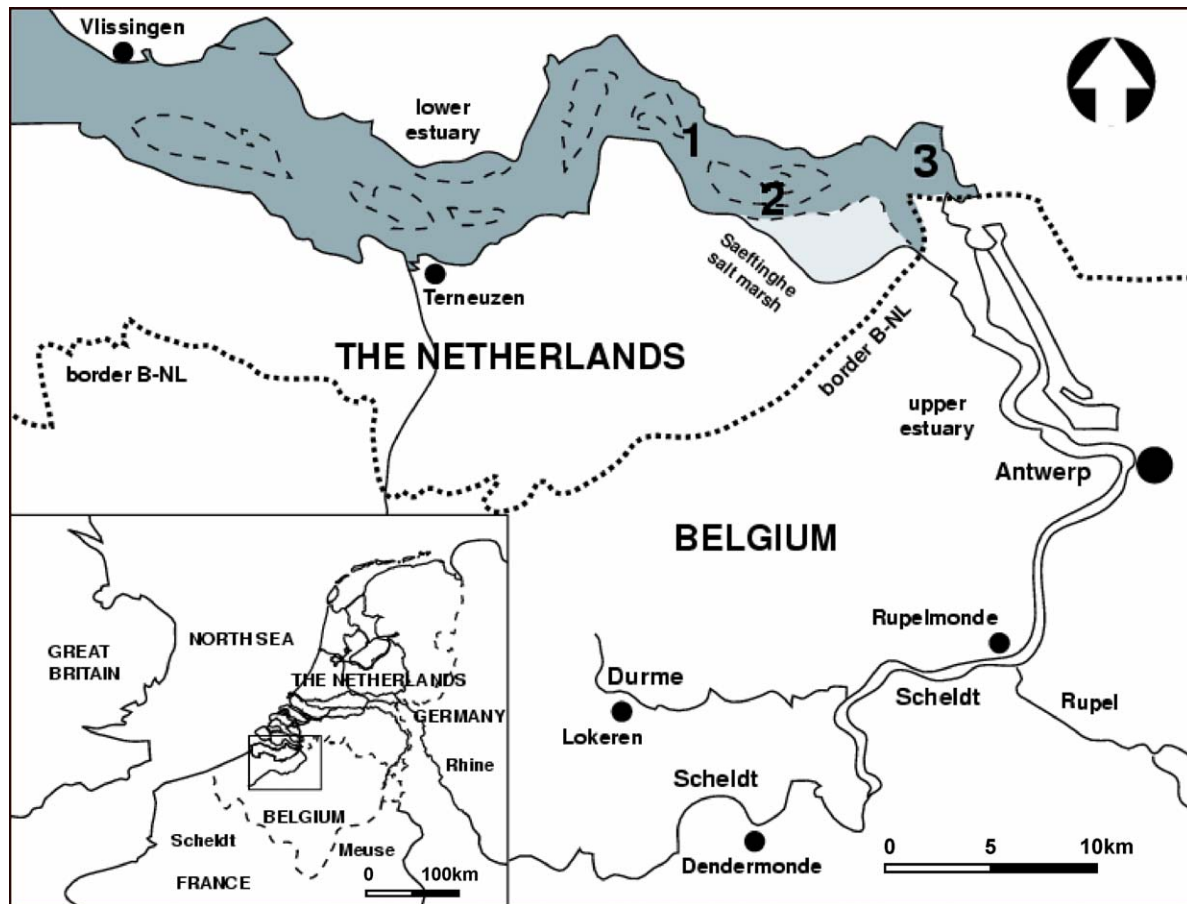 Vlissingen
lower
estuary
1
2
3
Saeftinghe
salt marsh
Terneuzen
THE NETHERLANDS
border B-NL
border B-NL
upper
estuary
Antwerp
BELGIUM
Rupelmonde
Durme
Scheldt
Rupel
Lokeren
Scheldt
Dendermonde
0 5 10km
GREAT
BRITAIN
NORTH SEA
THE NETHERLANDS
GERMANY
Rhine
BELGIUM
Scheldt
Meuse
FRANCE
0 100km